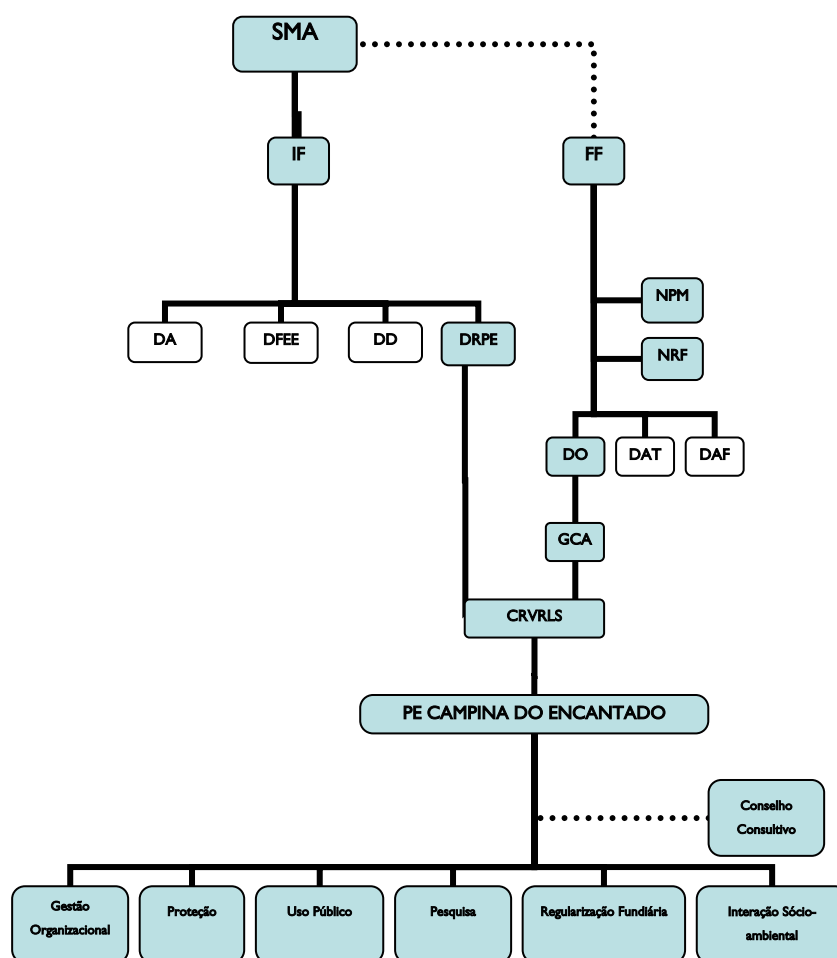 SMA
IF
FF
NPM
NRF
DA
DFEE
DD
DRPE
DO
DAT
DAF
GCA
CRVRLS
PE CAMPINA DO ENCANTADO
Conselho
Consultivo
Gestão
Organizacional
Proteção
Uso Público
Pesquisa
Regularização Fundiária
Interação Sócio-
ambiental